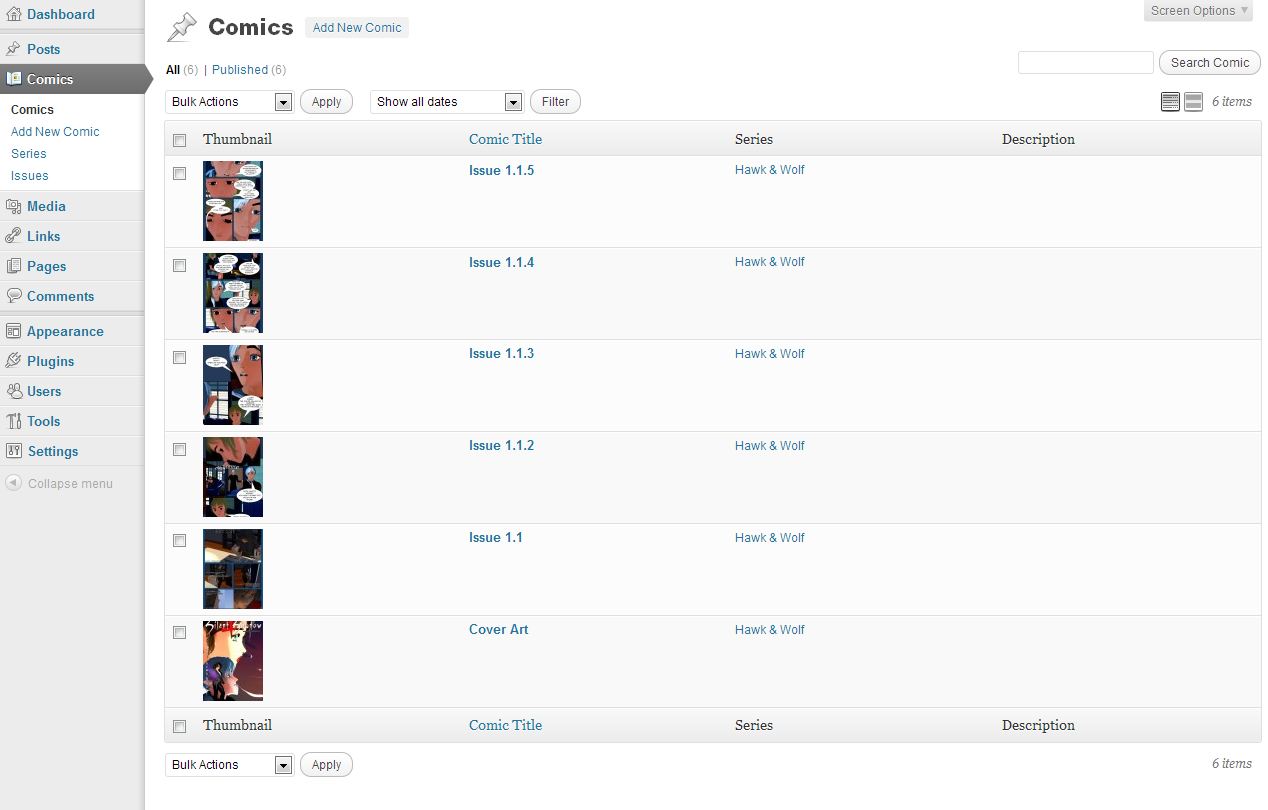 Dashboard
Posts
Comics
Comics
Add New Comic
Series
Issues
Media
Links
Pages
Comments
Appearance
Plugins
Users
Tools
Settings
Collapse menu
Screen Options
Comics Add New Comic
All (6) | Published (6)
Search Comic
Bulk Actions Apply Show all dates Filter 6 items
Thumbnail Comic Title Series Description
Issue 1.1.5 Hawk & Wolf
Issue 1.1.4 Hawk & Wolf
Issue 1.1.3 Hawk & Wolf
Issue 1.1.2 Hawk & Wolf
Issue 1.1 Hawk & Wolf
Cover Art Hawk & Wolf
Thumbnail Comic Title Series Description
Bulk Actions Apply 6 items